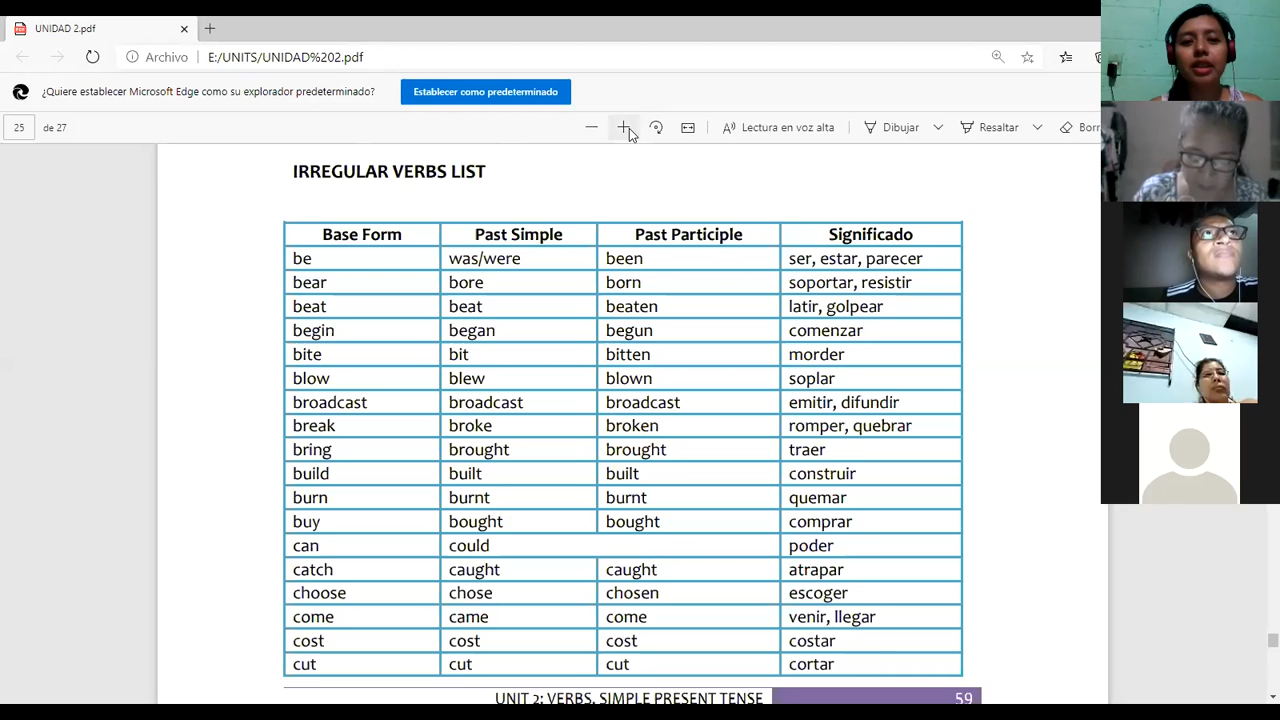 UNIDAD 2.pdf
Archivo E:/UNITS/UNIDAD%202.pdf
¿Quiere establecer Microsoft Edge como su explorador predeterminado? Establecer como predeterminado
25 de 27 Lectura en voz alta Dibujar Resaltar Borr
IRREGULAR VERBS LIST
Base Form Past Simple Past Participle Significado
be was/were been ser, estar, parecer
bear bore born soportar, resistir
beat beat beaten latir, golpear
begin began begun comenzar
bite bit bitten morder
blow blew blown soplar
broadcast broadcast broadcast emitir, difundir
break broke broken romper, quebrar
bring brought brought traer
build built built construir
burn burnt burnt quemar
buy bought bought comprar
can could poder
catch caught caught atrapar
choose chose chosen escoger
come came come venir, llegar
cost cost cost costar
cut cut cut cortar
UNIT 2: VERBS. SIMPLE PRESENT TENSE 59